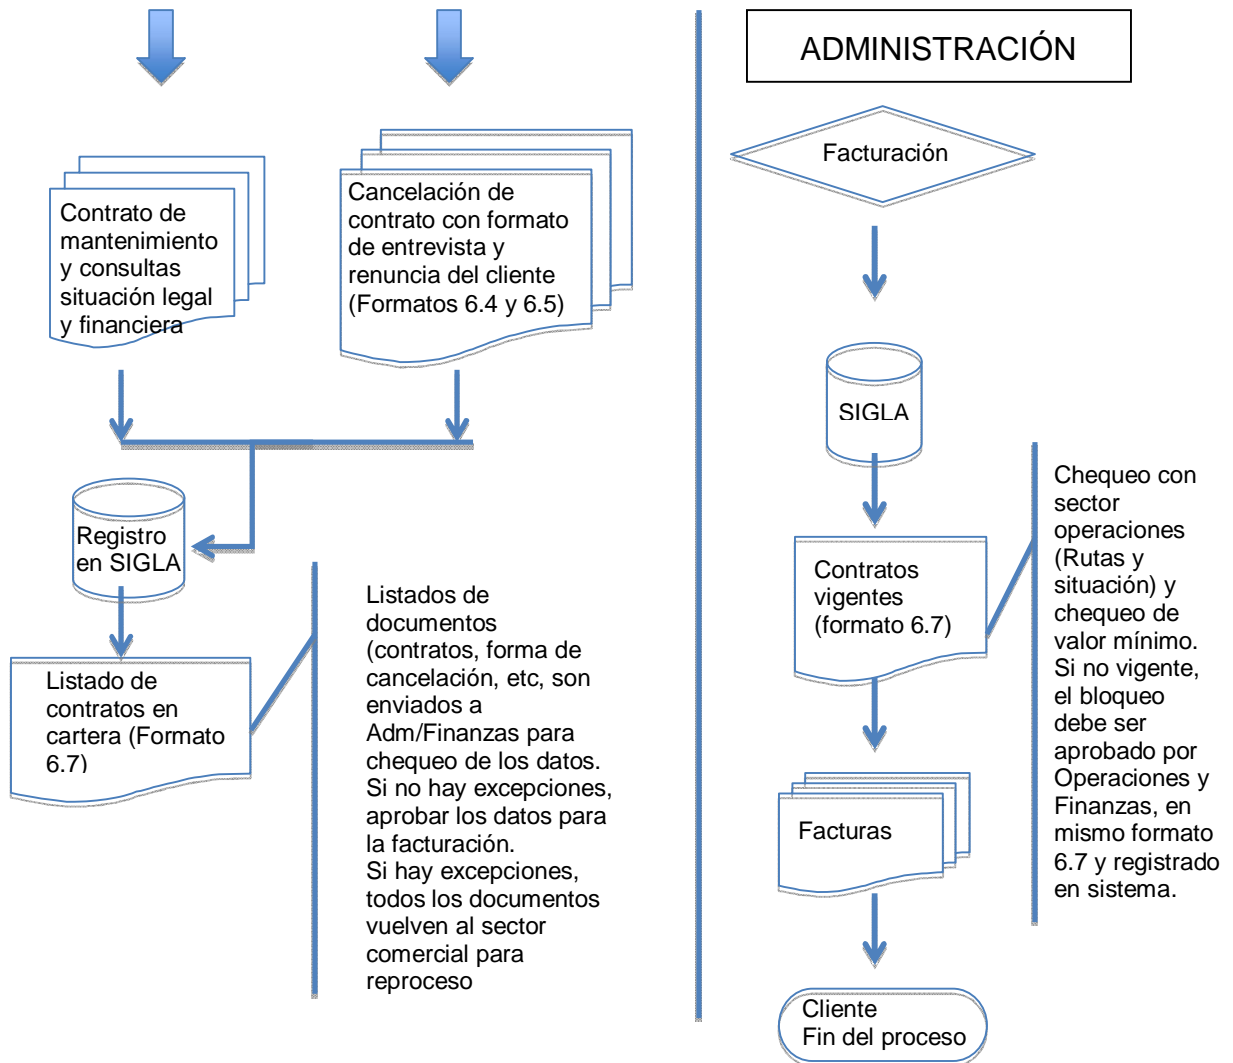 Contrato de
mantenimiento
y consultas
situación legal
y financiera
Cancelación de
contrato con formato
de entrevista y
renuncia del cliente
(Formatos 6.4 y 6.5)
Registro
en SIGLA
Listado de
contratos en
cartera (Formato
6.7)
Listados de
documentos
(contratos, forma de
cancelación, etc, son
enviados a
Adm/Finanzas para
chequeo de los datos.
Si no hay excepciones,
aprobar los datos para
la facturación.
Si hay excepciones,
todos los documentos
vuelven al sector
comercial para
reproceso
ADMINISTRACIÓN
Facturación
SIGLA
Contratos
vigentes
(formato 6.7)
Chequeo con
sector
operaciones
(Rutas y
situación) y
chequeo de
valor mínimo.
Si no vigente,
el bloqueo
debe ser
aprobado por
Operaciones y
Finanzas, en
mismo formato
6.7 y registrado
en sistema.
Facturas
Cliente
Fin del proceso